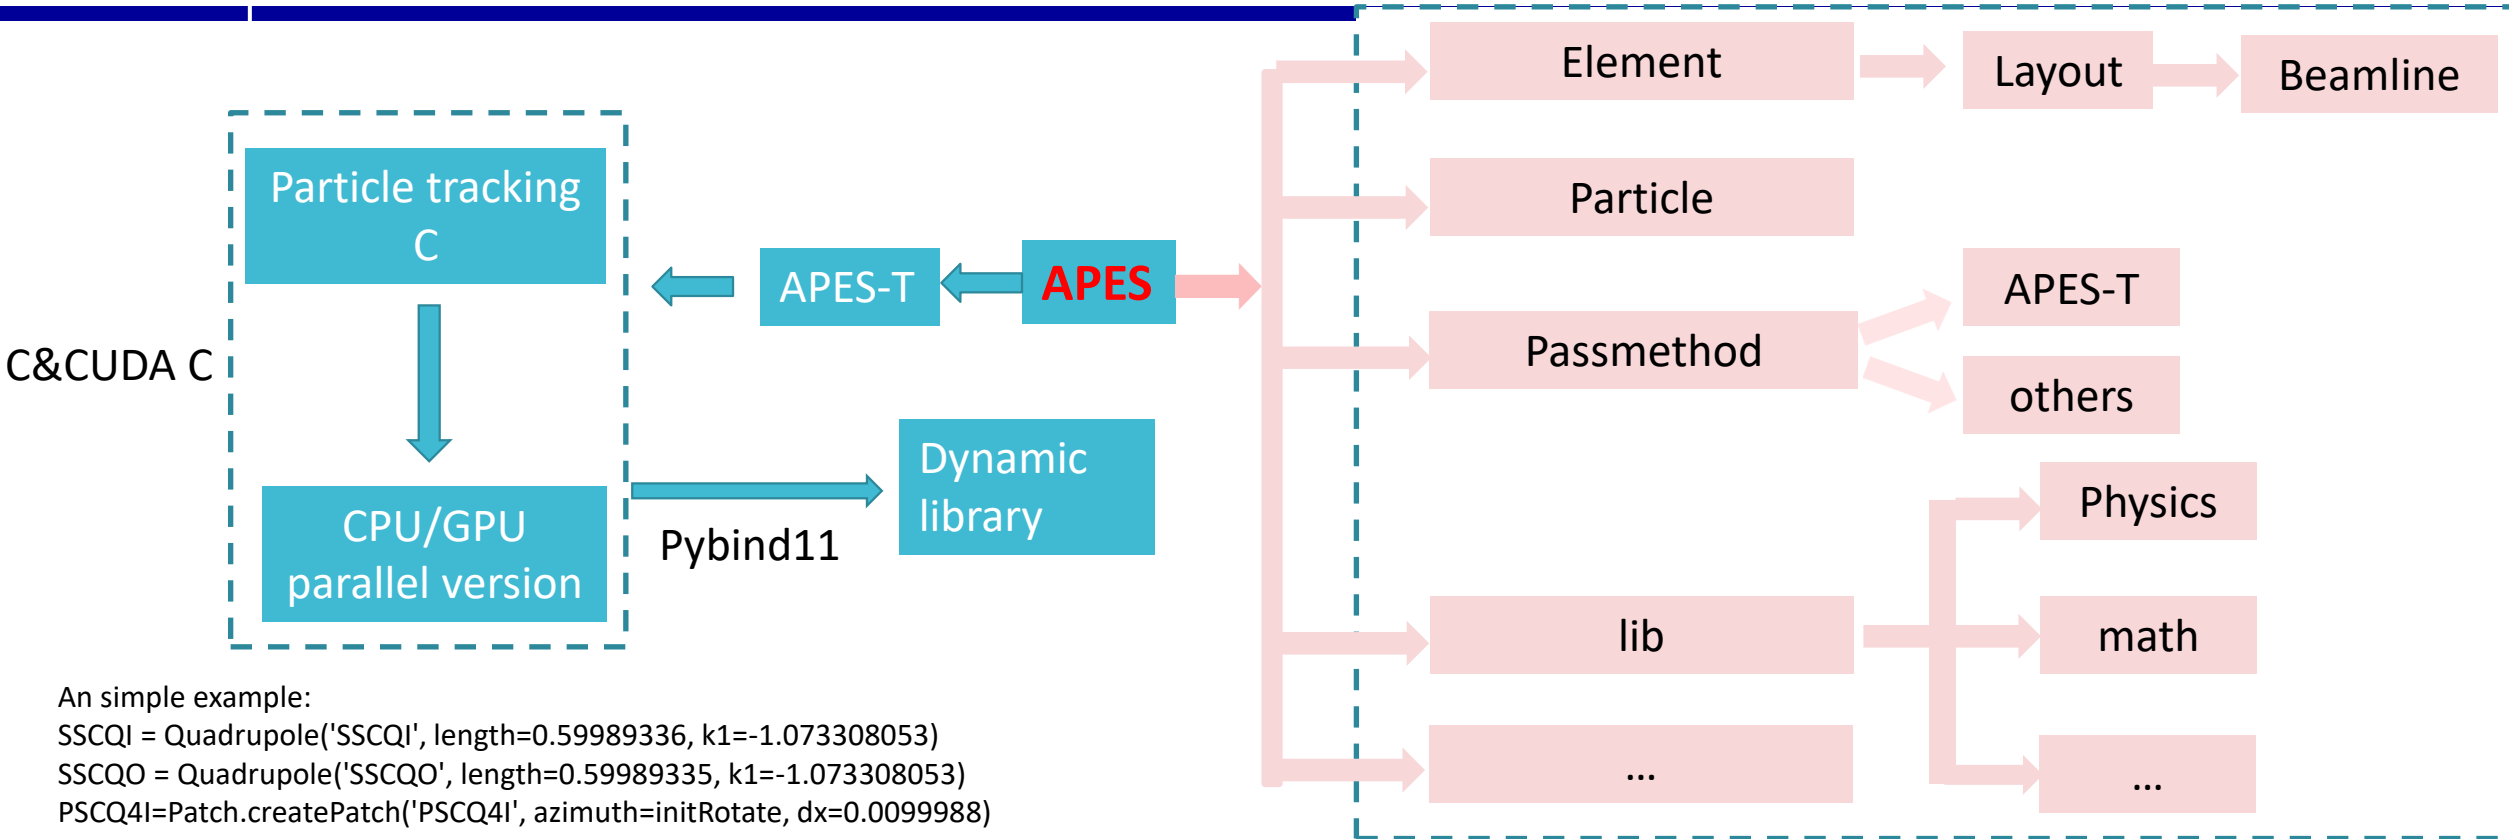 Element
Layout
Beamline
Particle tracking
C
Particle
APES-T
APES
APES-T
Passmethod
C&CUDA C
others
Dynamic
library
CPU/GPU
parallel version
Pybind11
Physics
lib
math
...
...
An simple example:
SSCQI = Quadrupole('SSCQI', length=0.59989336, k1=-1.073308053)
SSCQO = Quadrupole('SSCQO', length=0.59989335, k1=-1.073308053)
PSCQ4I=Patch.createPatch('PSCQ4I', azimuth=initRotate, dx=0.0099988)